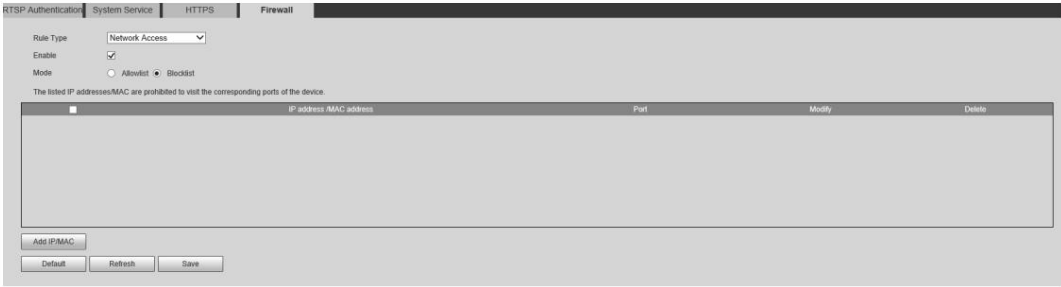 RTSP Authentication System Service HTTPS Firewall
Rule Type Network Access
Enable
Mode Allowlist Blocklist
The listed IP addresses/MAC are prohibited to visit the corresponding ports of the device.
IP address /MAC address Port Modify Delete
Add IP/MAC
Default Refresh Save